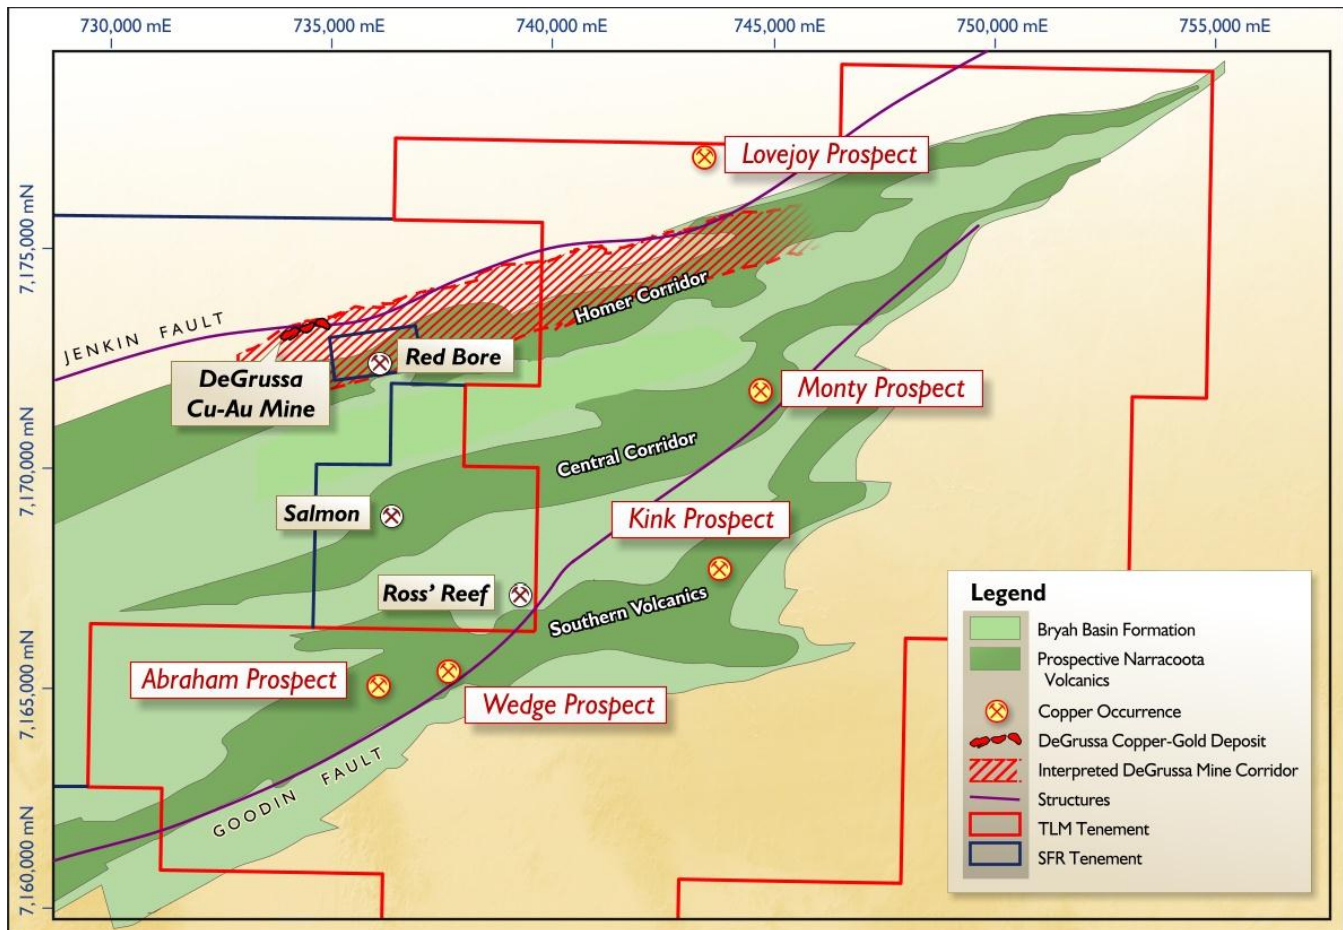 730,000 mE
735,000 mE
740,000 mE
745,000 mE
750,000 mE
755,000 mE
7,175,000 mN
7,170,000 mN
7,165,000 mN
7,160,000 mN
Lovejoy Prospect
JENKIN FAULT
Homer Corridor
Red Bore
DeGrussa
Cu-Au Mine
Monty Prospect
Central Corridor
Salmon
Kink Prospect
Ross’ Reef
Southern Volcanics
Abraham Prospect
Wedge Prospect
GOODIN FAULT
Legend
Bryah Basin Formation
Prospective Narracoota
Volcanics
Copper Occurrence
DeGrussa Copper-Gold Deposit
Interpreted DeGrussa Mine Corridor
Structures
TLM Tenement
SFR Tenement